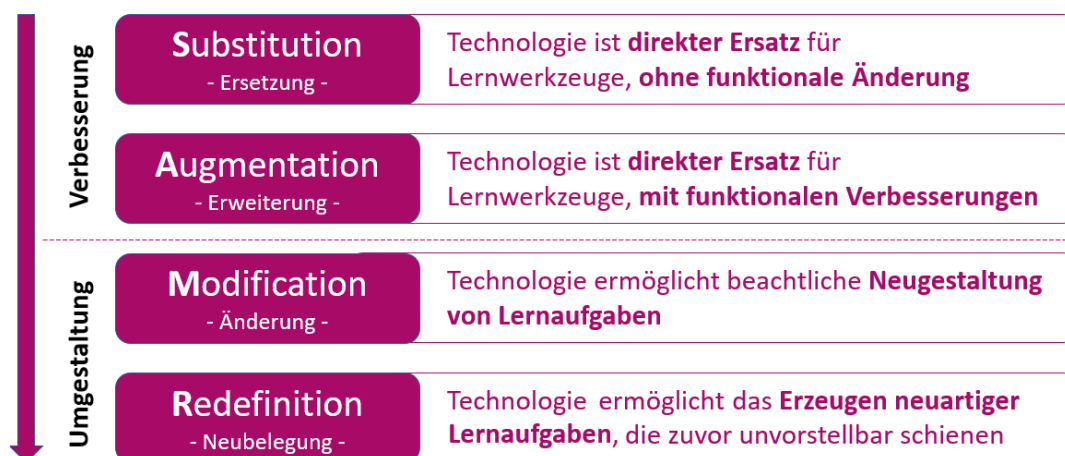 Verbesserung
Substitution
- Ersetzung -
Technologie ist direkter Ersatz für
Lernwerkzeuge, ohne funktionale Änderung
Augmentation
- Erweiterung -
Technologie ist direkter Ersatz für
Lernwerkzeuge, mit funktionalen Verbesserungen
Umgestaltung
Modification
- Änderung -
Technologie ermöglicht beachtliche Neugestaltung
von Lernaufgaben
Redefinition
- Neubelegung -
Technologie ermöglicht das Erzeugen neuartiger
Lernaufgaben, die zuvor unvorstellbar schienen